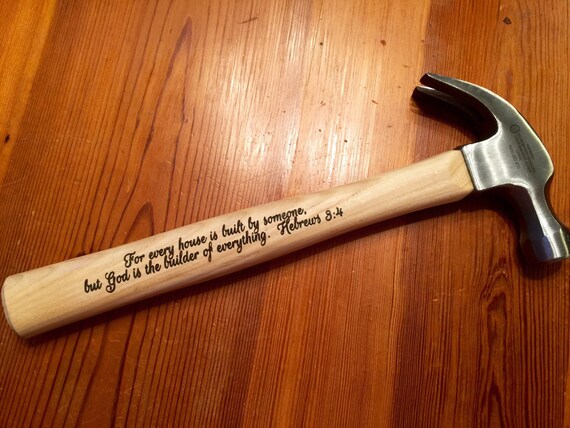 For every house is built by someone,
but God is the builder of everything. Hebrews 3:4